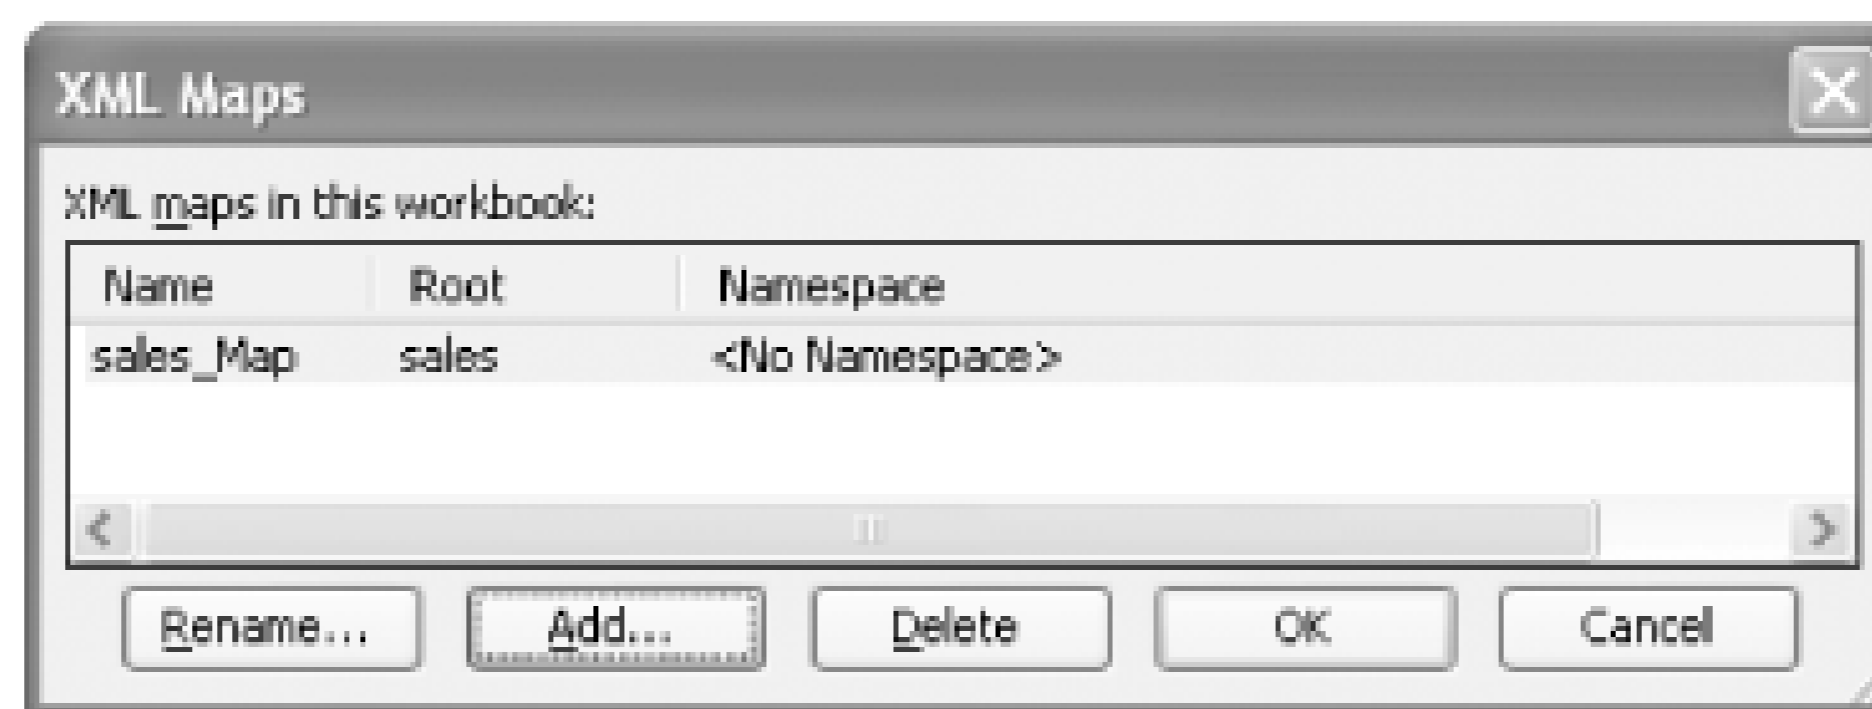 XML Maps
XML maps in this workbook:
Name Root Namespace
sales_Map sales <No Namespace>
Rename... Add... Delete OK Cancel